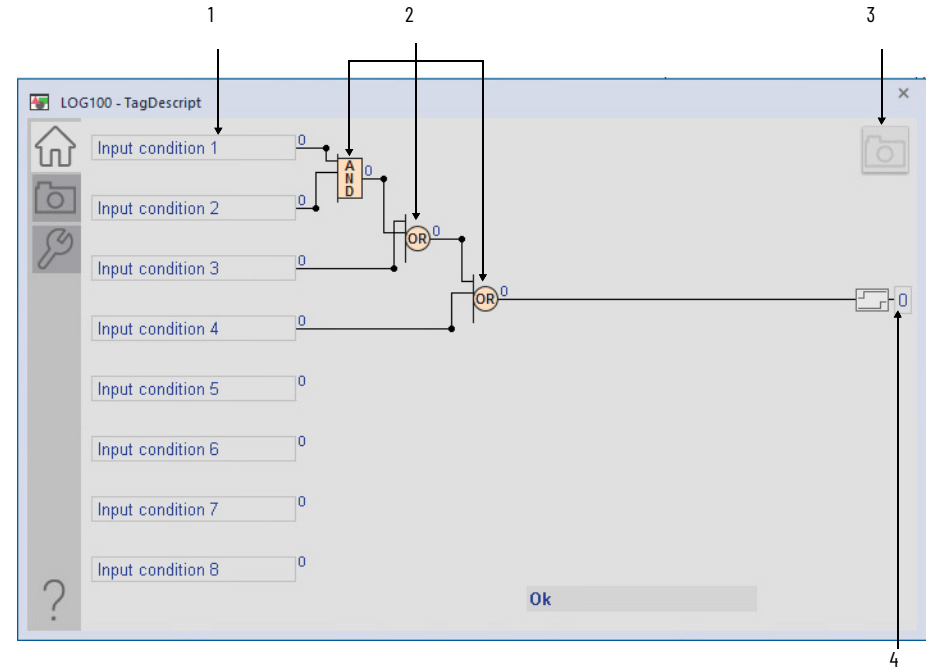 1 2 3
LOG100 - TagDescript ×
Input condition 1 0
AND 0
Input condition 2 0
OR 0
Input condition 3 0
OR 0
0
Input condition 4 0
Input condition 5 0
Input condition 6 0
Input condition 7 0
Input condition 8 0
?
Ok
4